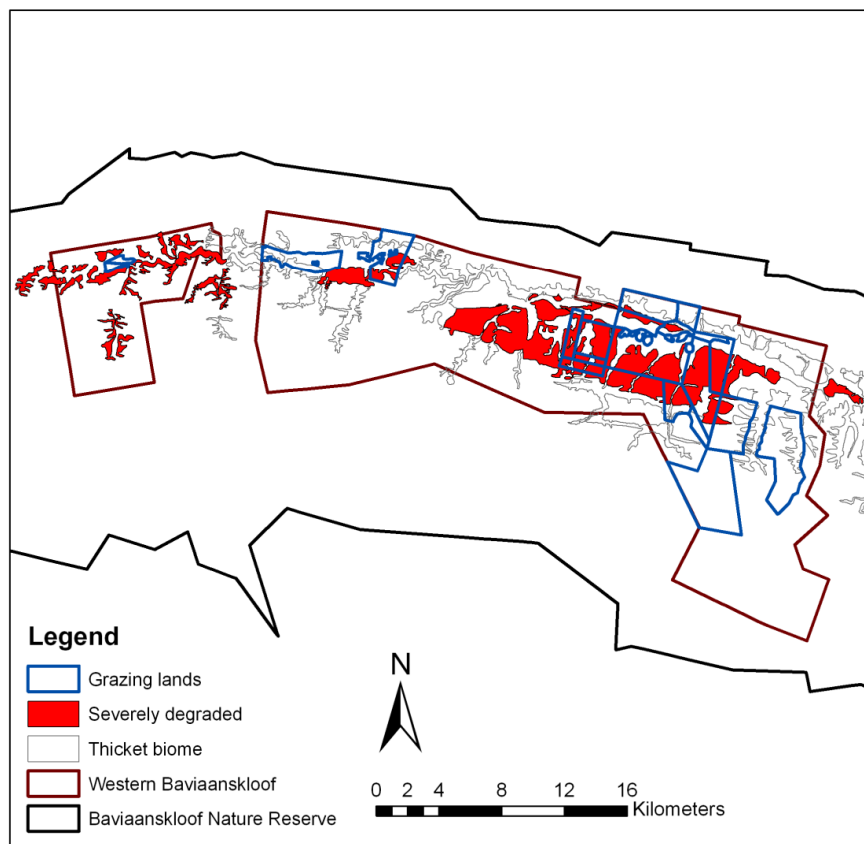 Legend
Grazing lands
Severely degraded
Thicket biome
Western Baviaanskloof
Baviaanskloof Nature Reserve
N
0 2 4 8 12 16
Kilometers